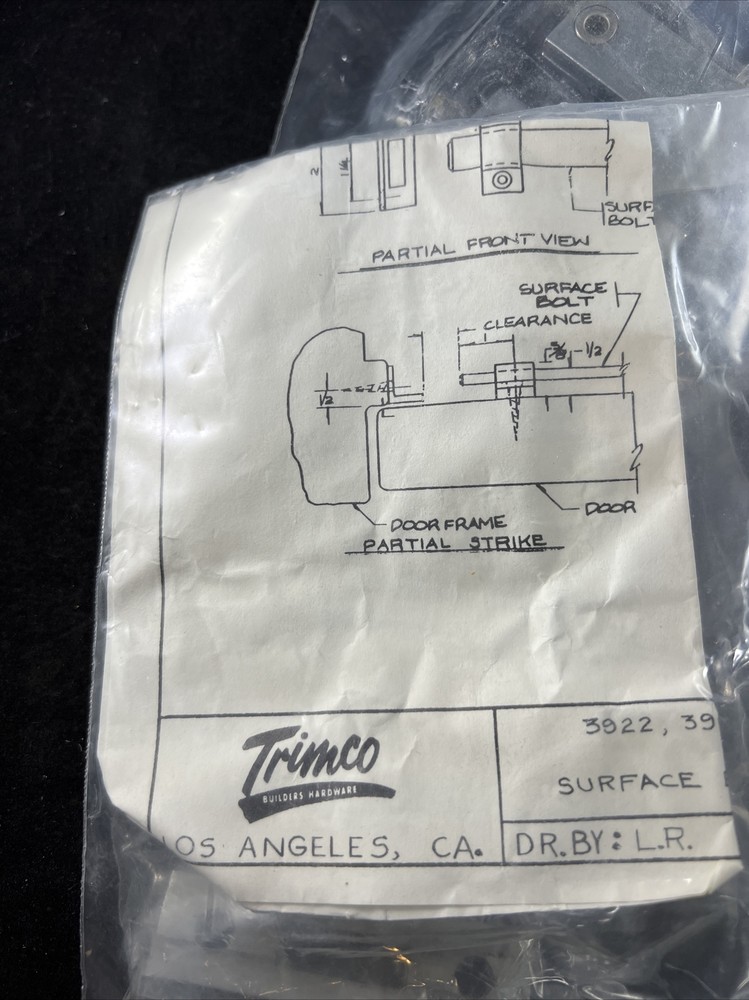 2
SURF
BOLT
PARTIAL FRONT VIEW
SURFACE
BOLT
CLEARANCE
1/2
1/2
DOOR
DOOR FRAME
PARTIAL STRIKE
3922, 39
Trimco
BUILDERS HARDWARE
SURFACE
LOS ANGELES, CA.
DR.BY: L.R.